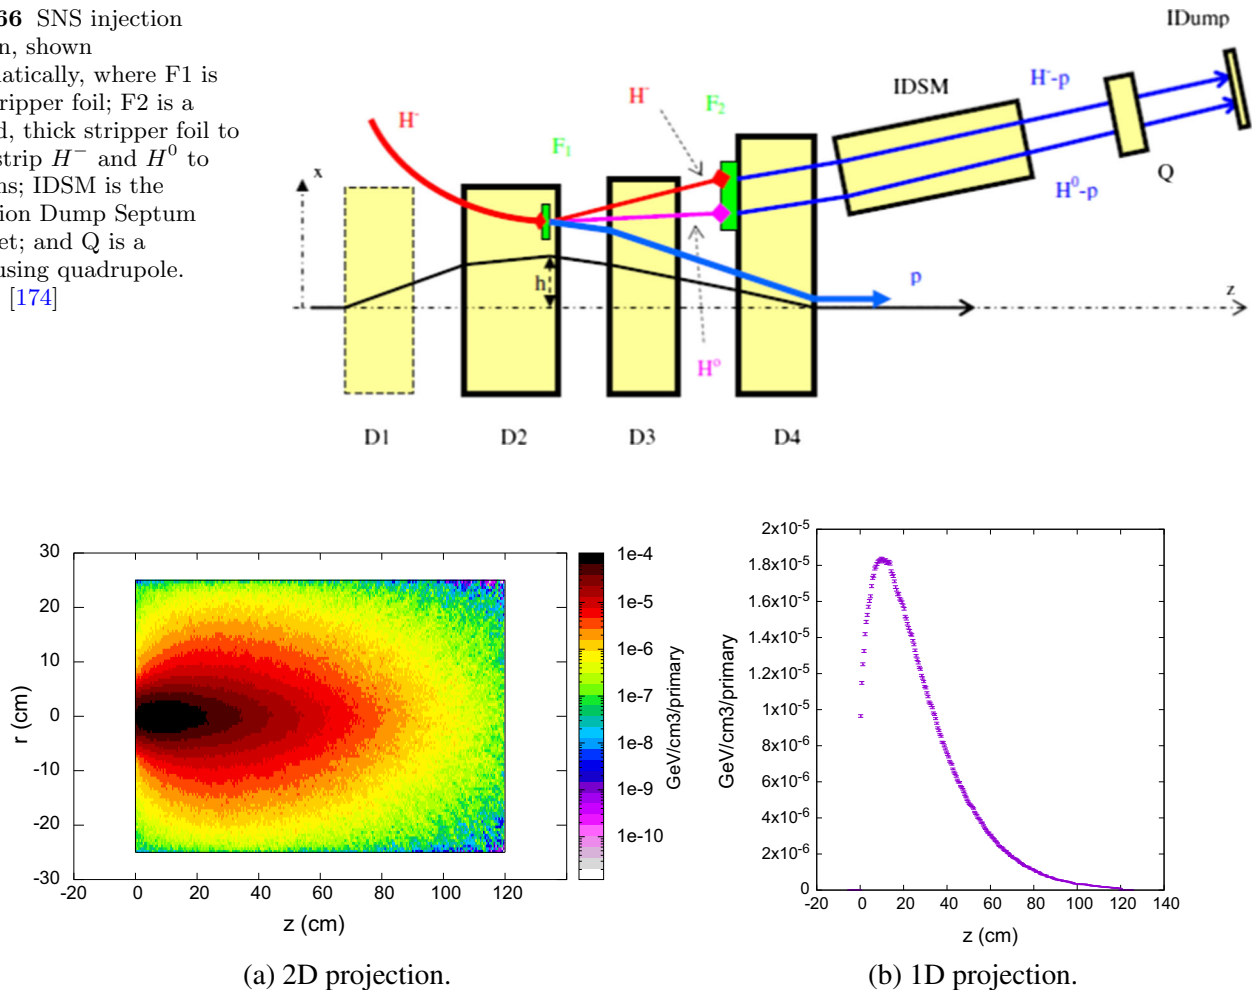 66 SNS injection
n, shown
atically, where F1 is
ripper foil; F2 is a
d, thick stripper foil to
strip H− and H0 to
ns; IDSM is the
ion Dump Septum
et; and Q is a
using quadrupole.
[174]
IDump
H--p
IDSM
H-
F2
H-
F1
x
Q
H0-p
p
z
h
H0
D1
D2
D3
D4
30
20
10
0
-10
-20
-30
r (cm)
-20
0
20
40
60
80
100
120
z (cm)
1e-4
1e-5
1e-6
1e-7
1e-8
1e-9
1e-10
GeV/cm3/primary
(a) 2D projection.
2x10-5
1.8x10-5
1.6x10-5
1.4x10-5
1.2x10-5
1x10-5
8x10-6
6x10-6
4x10-6
2x10-6
0
GeV/cm3/primary
-20
0
20
40
60
80
100
120
140
z (cm)
(b) 1D projection.